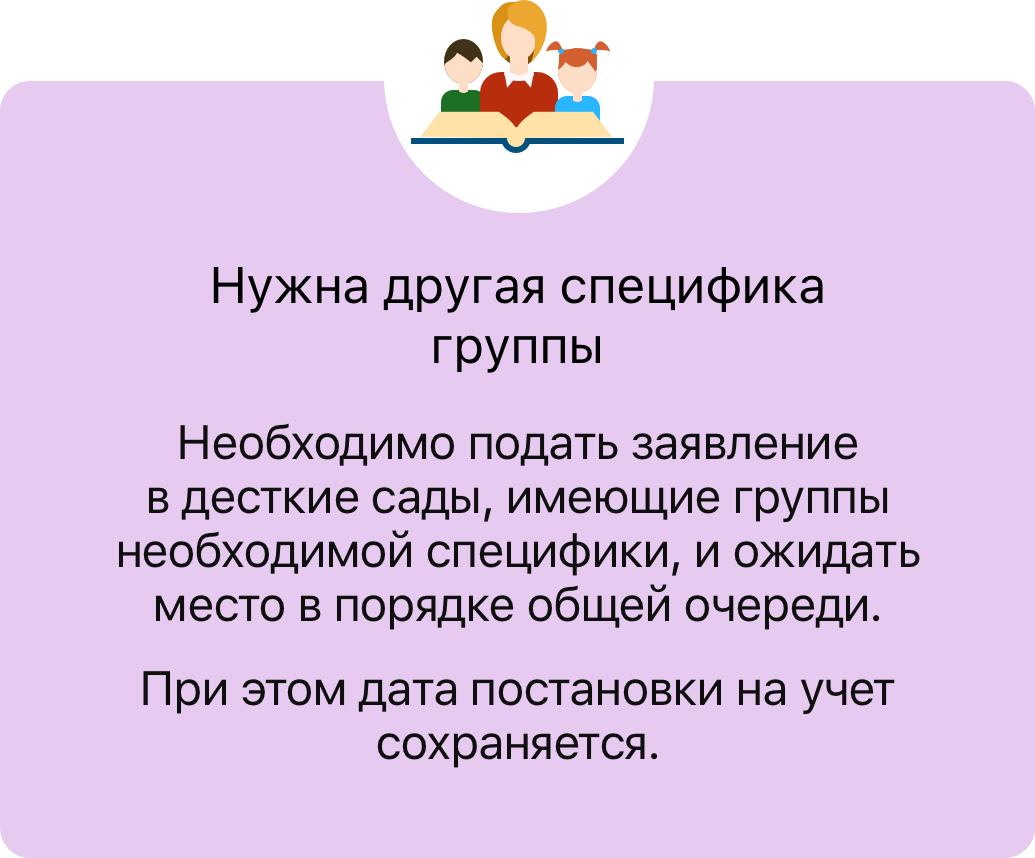 Нужна другая специфика
группы
Необходимо подать заявление
в десткие сады, имеющие группы
необходимой специфики, и ожидать
место в порядке общей очереди.
При этом дата постановки на учет
сохраняется.